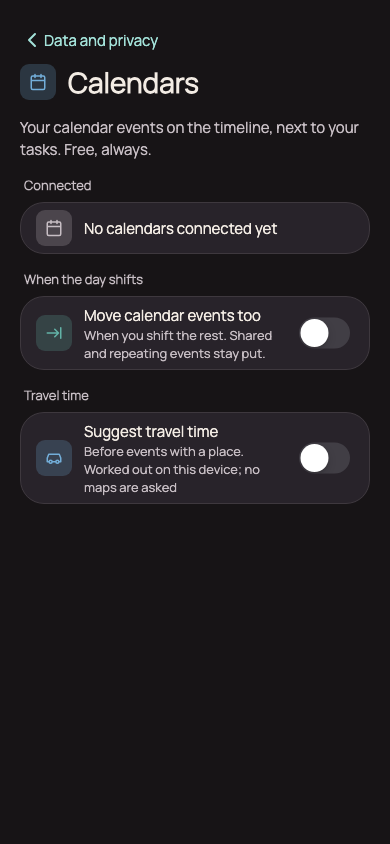 Data and privacy
Calendars
Your calendar events on the timeline, next to your
tasks. Free, always.
Connected
No calendars connected yet
When the day shifts
Move calendar events too
When you shift the rest. Shared
and repeating events stay put.
Travel time
Suggest travel time
Before events with a place.
Worked out on this device; no
maps are asked